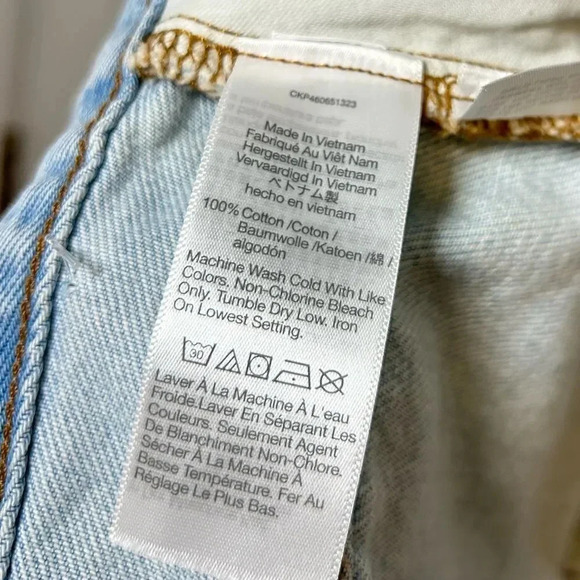 CKP460651323
Made In Vietnam
Fabriqué Au Viêt Nam
Hergestellt In Vietnam
Vervaardigd In Vietnam
ベトナム製
hecho en vietnam
100% Cotton /Coton /
Baumwolle /Katoen /綿 /
algodón
Machine Wash Cold With Like
Colors. Non-Chlorine Bleach
Only. Tumble Dry Low. Iron
On Lowest Setting.
30
Laver À La Machine À L'eau
Froide.Laver En Séparant Les
Couleurs. Seulement Agent
De Blanchiment Non-Chlore.
Sécher À La Machine À
Basse Température. Fer Au
Réglage Le Plus Bas.